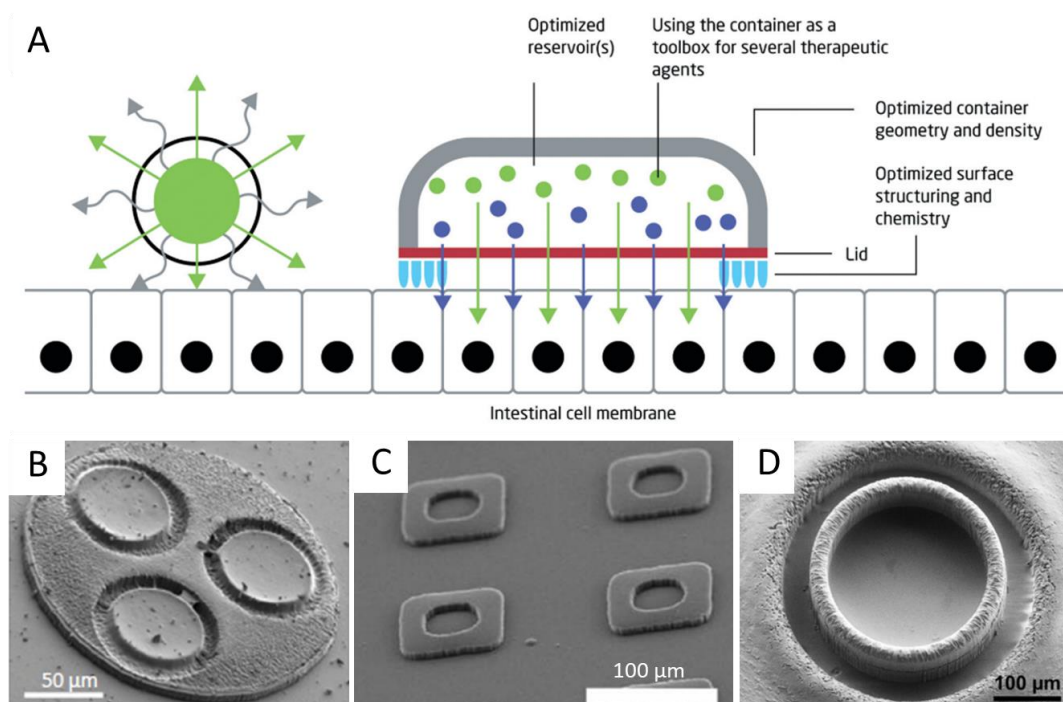 A
Optimized
reservoir(s)
Using the container as a
toolbox for several therapeutic
agents
Optimized container
geometry and density
Optimized surface
structuring and
chemistry
Lid
Intestinal cell membrane
B
50 µm
C
100 µm
D
100 µm